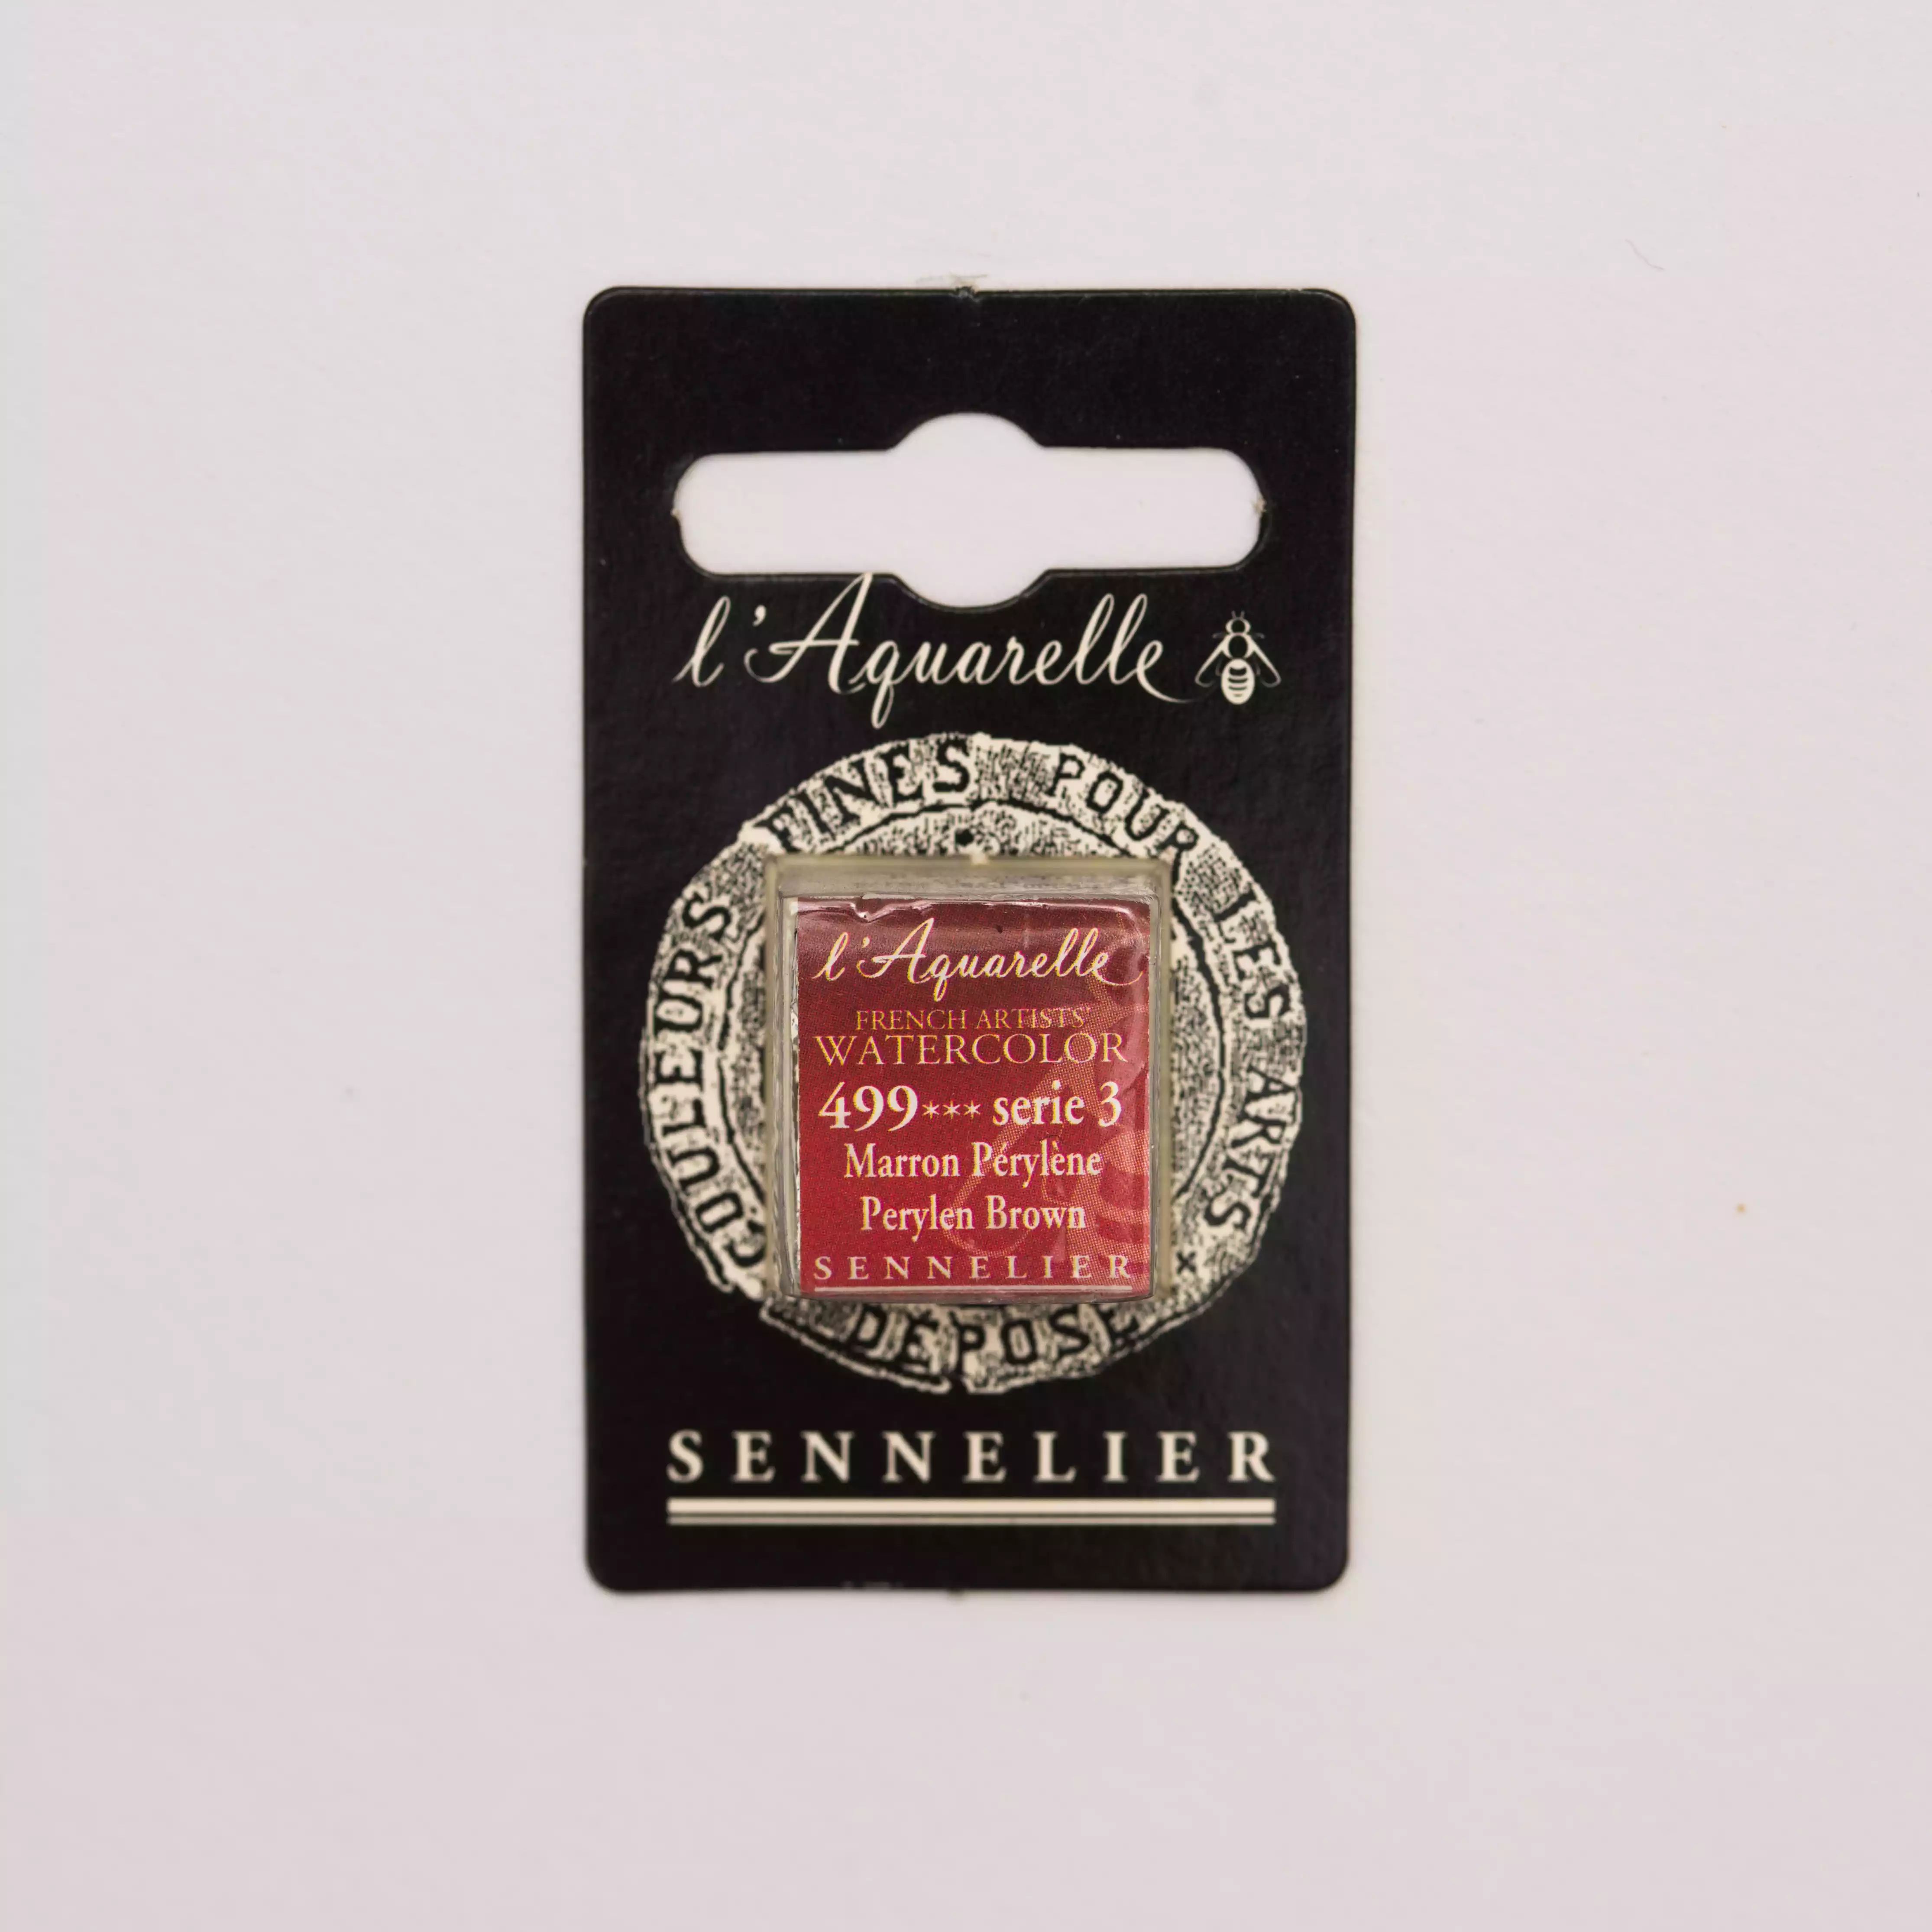 l'Aquarelle
COULEURS FINES POUR LES ARTS
DÉPOSÉ
l'Aquarelle
FRENCH ARTISTS'
WATERCOLOR
499*** serie 3
Marron Pérylène
Perylen Brown
SENNELIER
SENNELIER